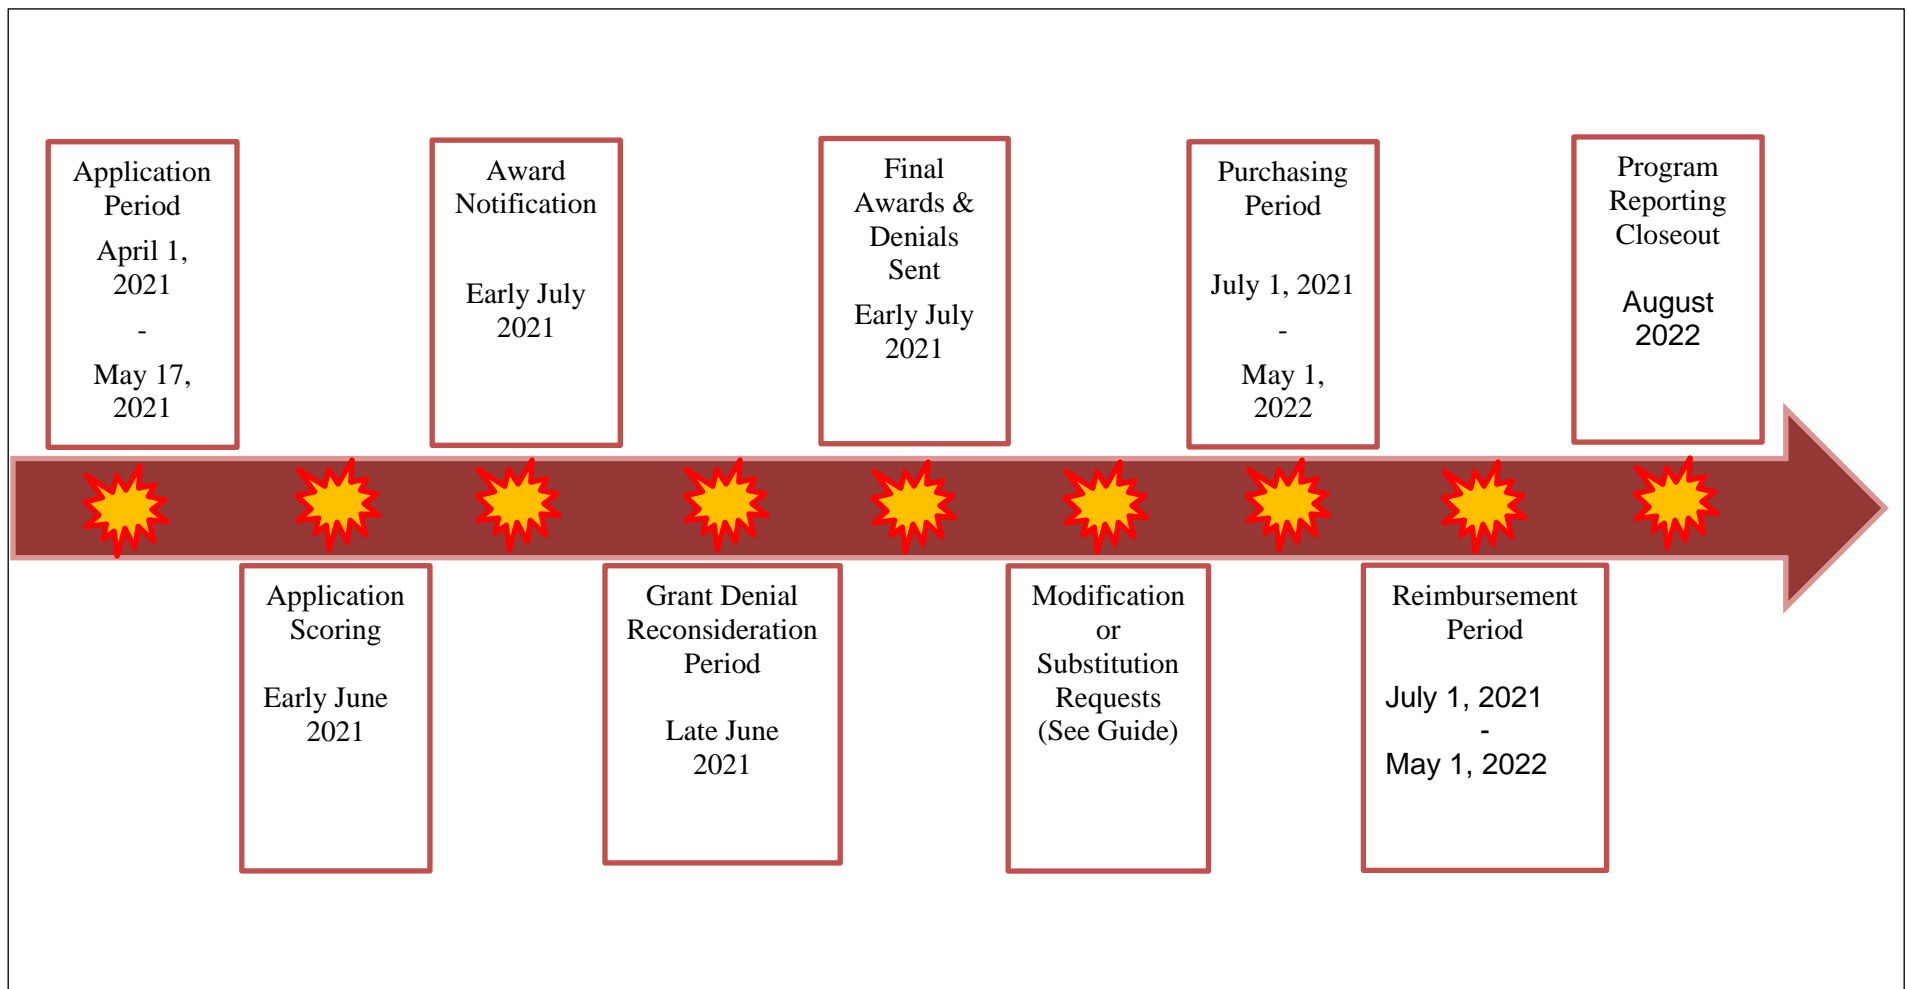 Application
Period
April 1,
2021
-
May 17,
2021
Application
Scoring
Early June
2021
Award
Notification
Early July
2021
Grant Denial
Reconsideration
Period
Late June
2021
Final
Awards &
Denials
Sent
Early July
2021
Modification
or
Substitution
Requests
(See Guide)
Purchasing
Period
July 1, 2021
-
May 1,
2022
Reimbursement
Period
July 1, 2021
-
May 1, 2022
Program
Reporting
Closeout
August
2022